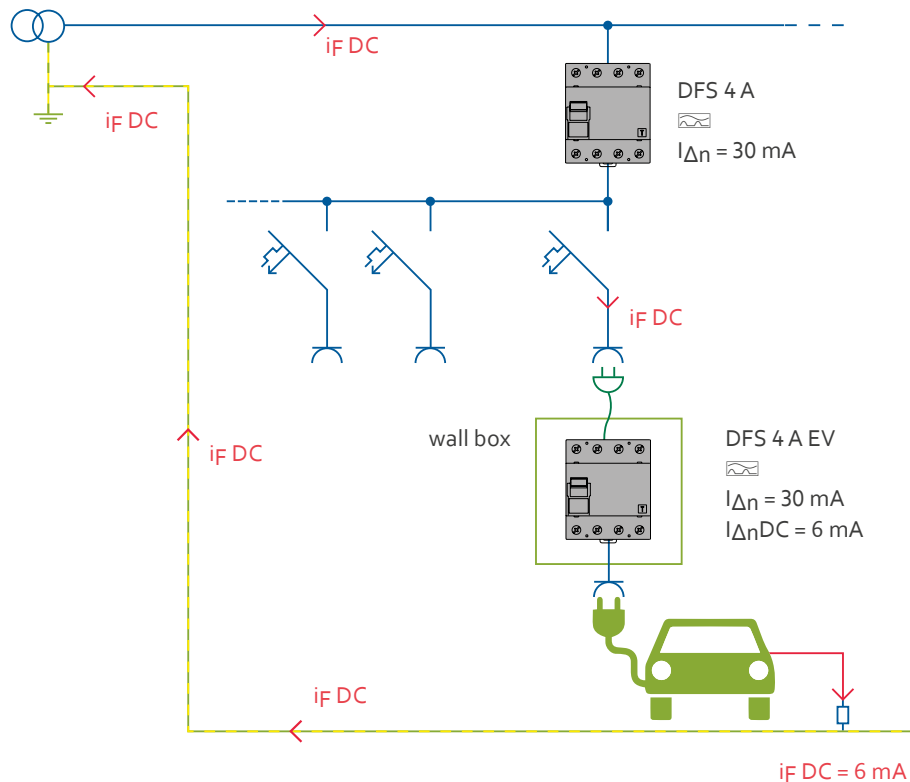 iF DC
DFS 4 A
IΔn = 30 mA
iF DC
iF DC
wall box
DFS 4 A EV
iF DC
IΔn = 30 mA
IΔnDC = 6 mA
iF DC
iF DC = 6 mA